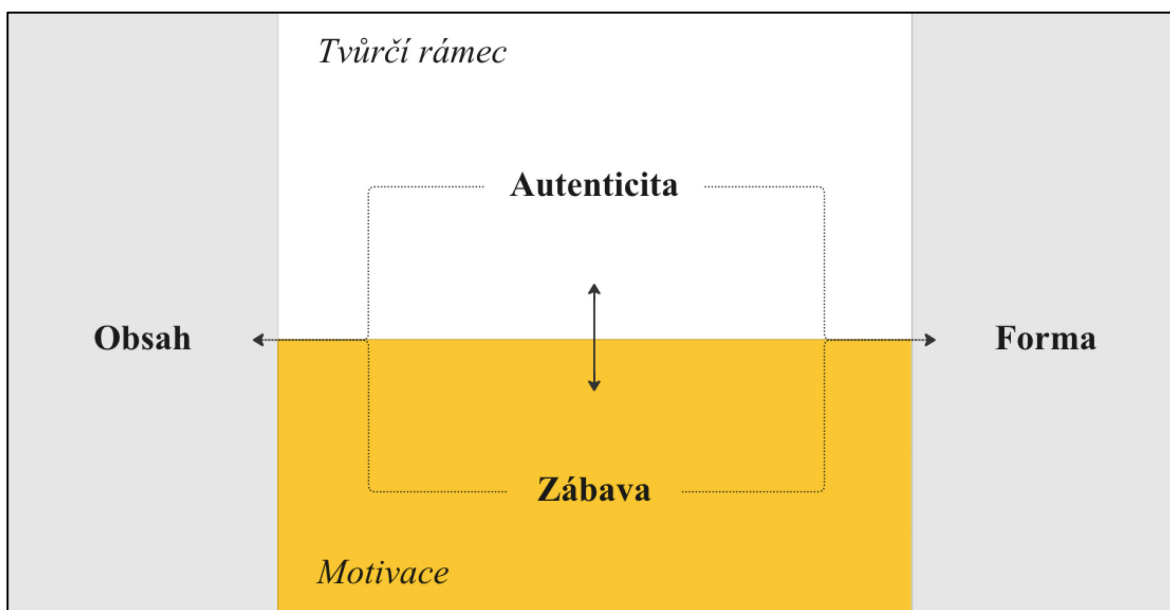 Tvůrčí rámec
Autenticita
Obsah
Forma
Zábava
Motivace